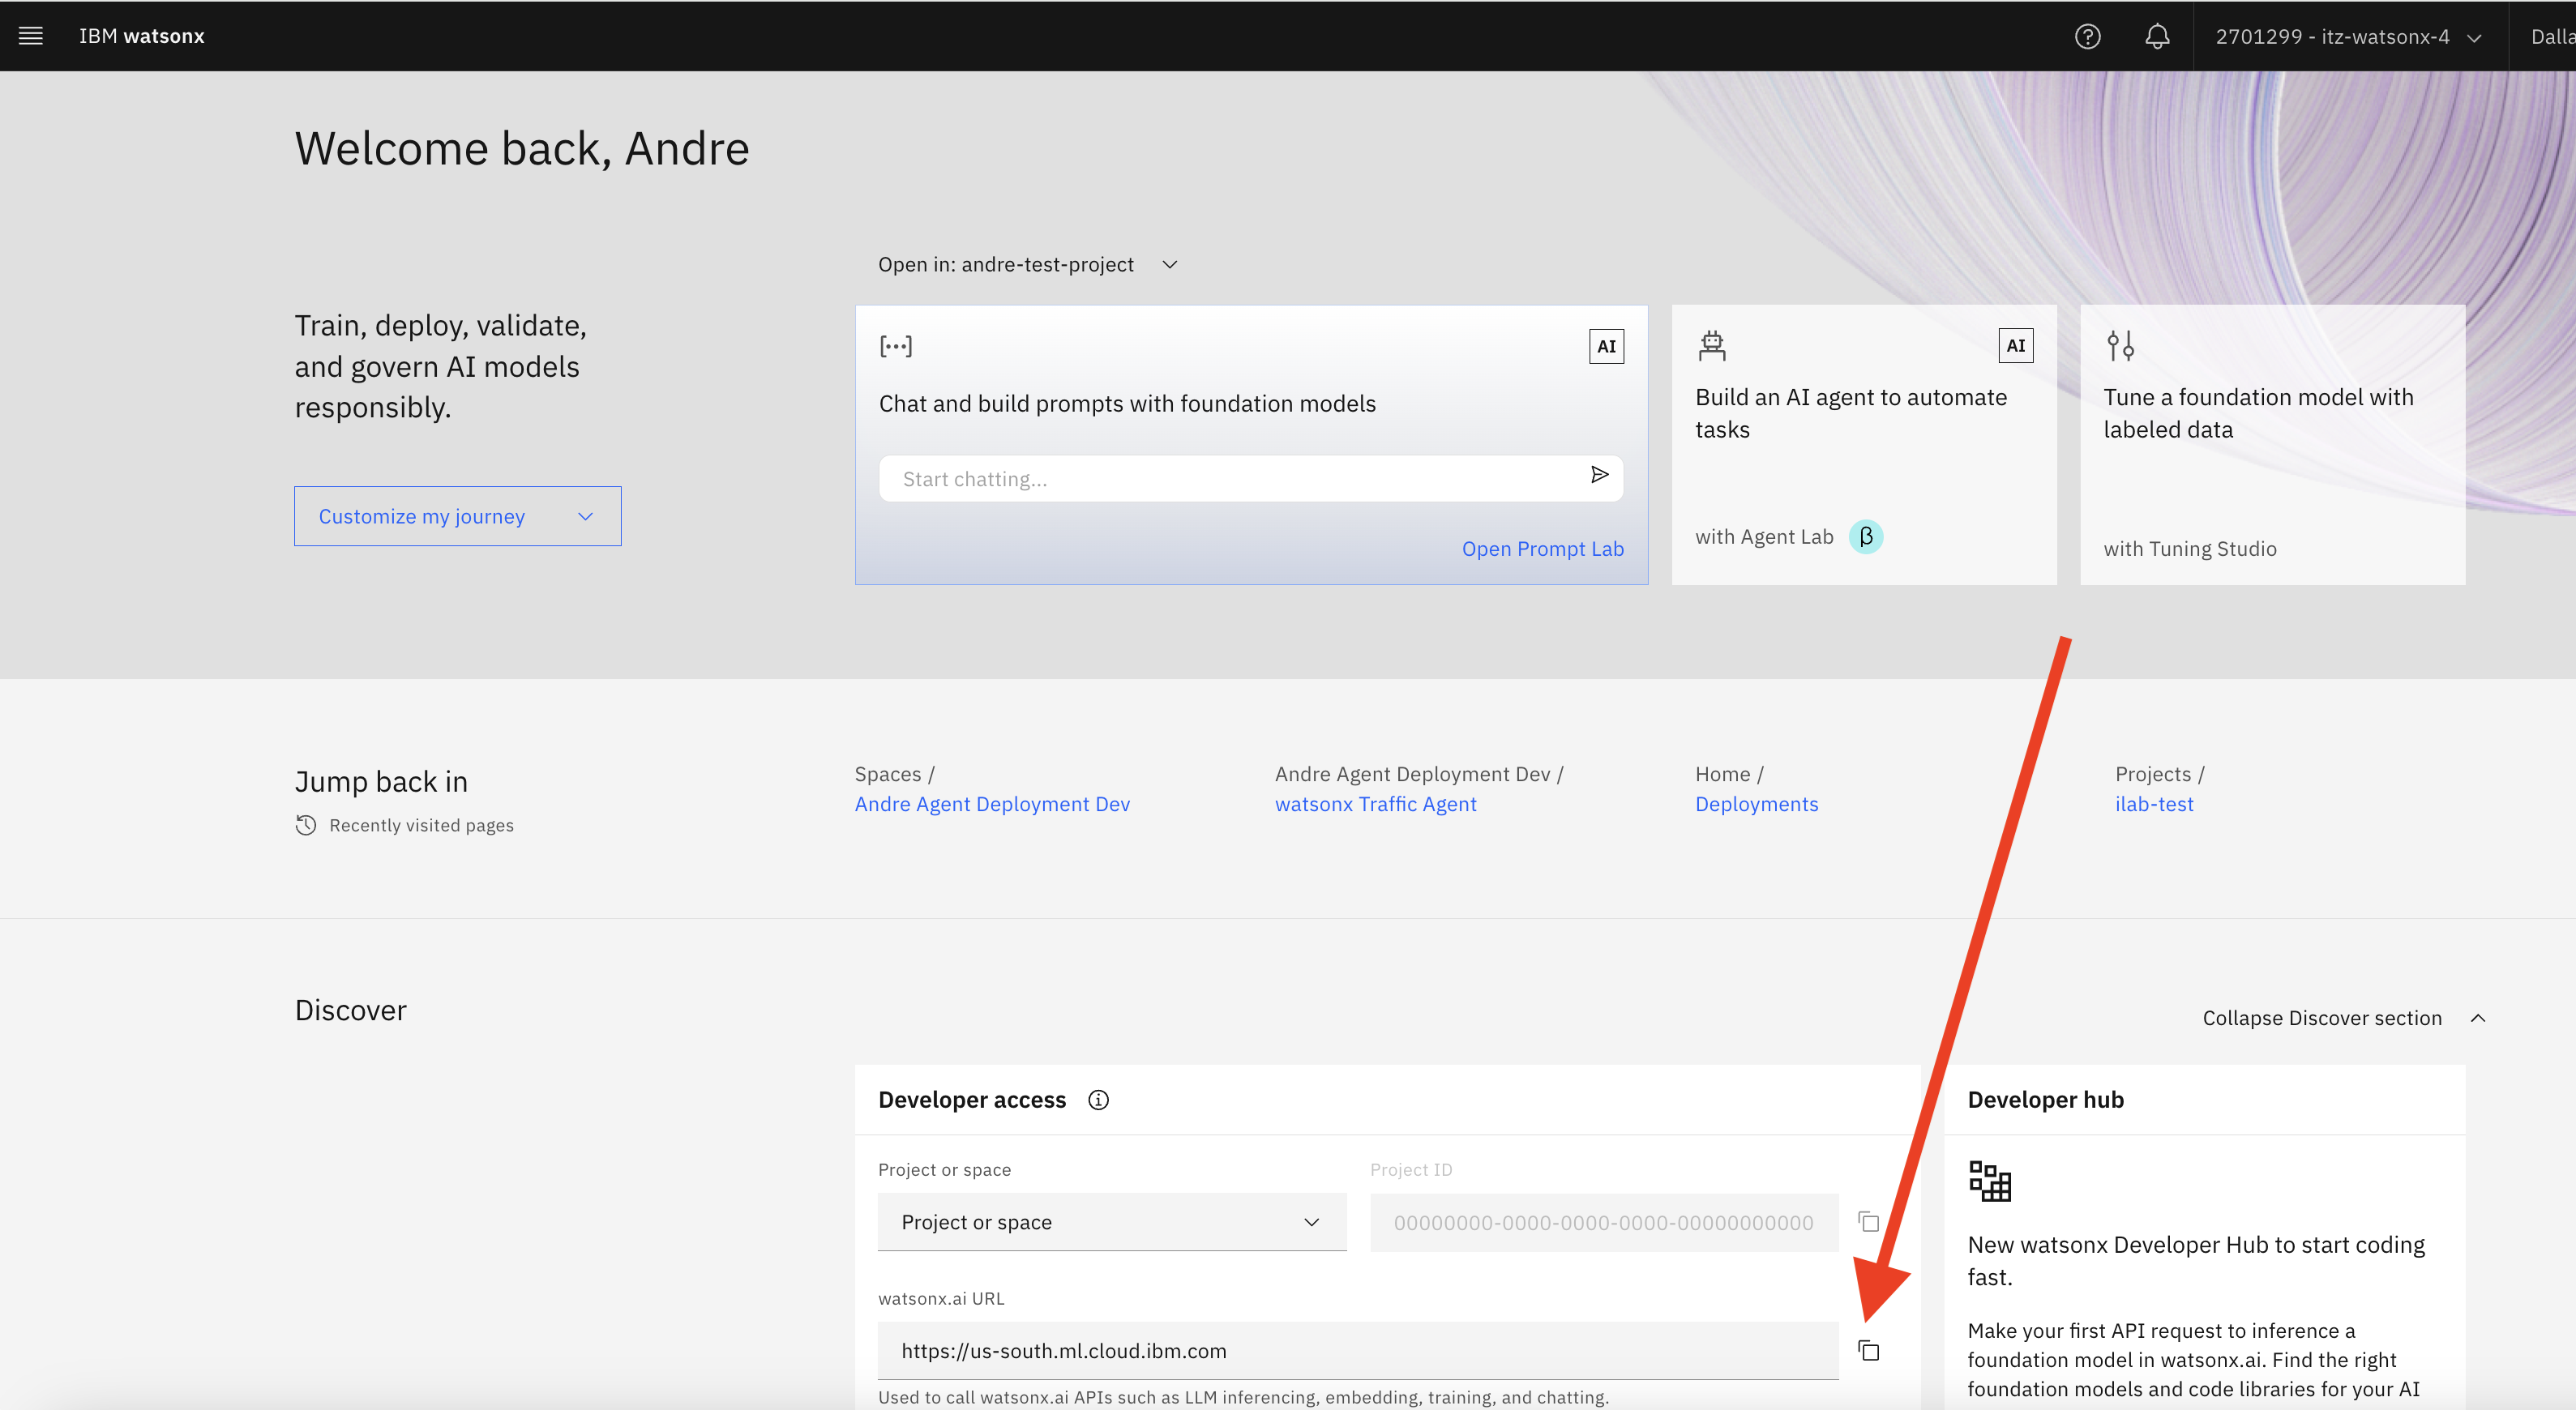 IBM watsonx
2701299 - itz-watsonx-4
Welcome back, Andre
Open in: andre-test-project
Train, deploy, validate,
and govern AI models
responsibly.
Customize my journey
AI
Chat and build prompts with foundation models
Start chatting...
Open Prompt Lab
AI
Build an AI agent to automate
tasks
with Agent Lab β
Tune a foundation model with
labeled data
with Tuning Studio
Jump back in
Recently visited pages
Spaces /
Andre Agent Deployment Dev
Andre Agent Deployment Dev /
watsonx Traffic Agent
Home /
Deployments
Projects /
ilab-test
Discover
Collapse Discover section
Developer access
Project or space
Project or space
Project ID
00000000-0000-0000-0000-00000000000
watsonx.ai URL
https://us-south.ml.cloud.ibm.com
Used to call watsonx.ai APIs such as LLM inferencing, embedding, training, and chatting.
Developer hub
New watsonx Developer Hub to start coding
fast.
Make your first API request to inference a
foundation model in watsonx.ai. Find the right
foundation models and code libraries for your AI